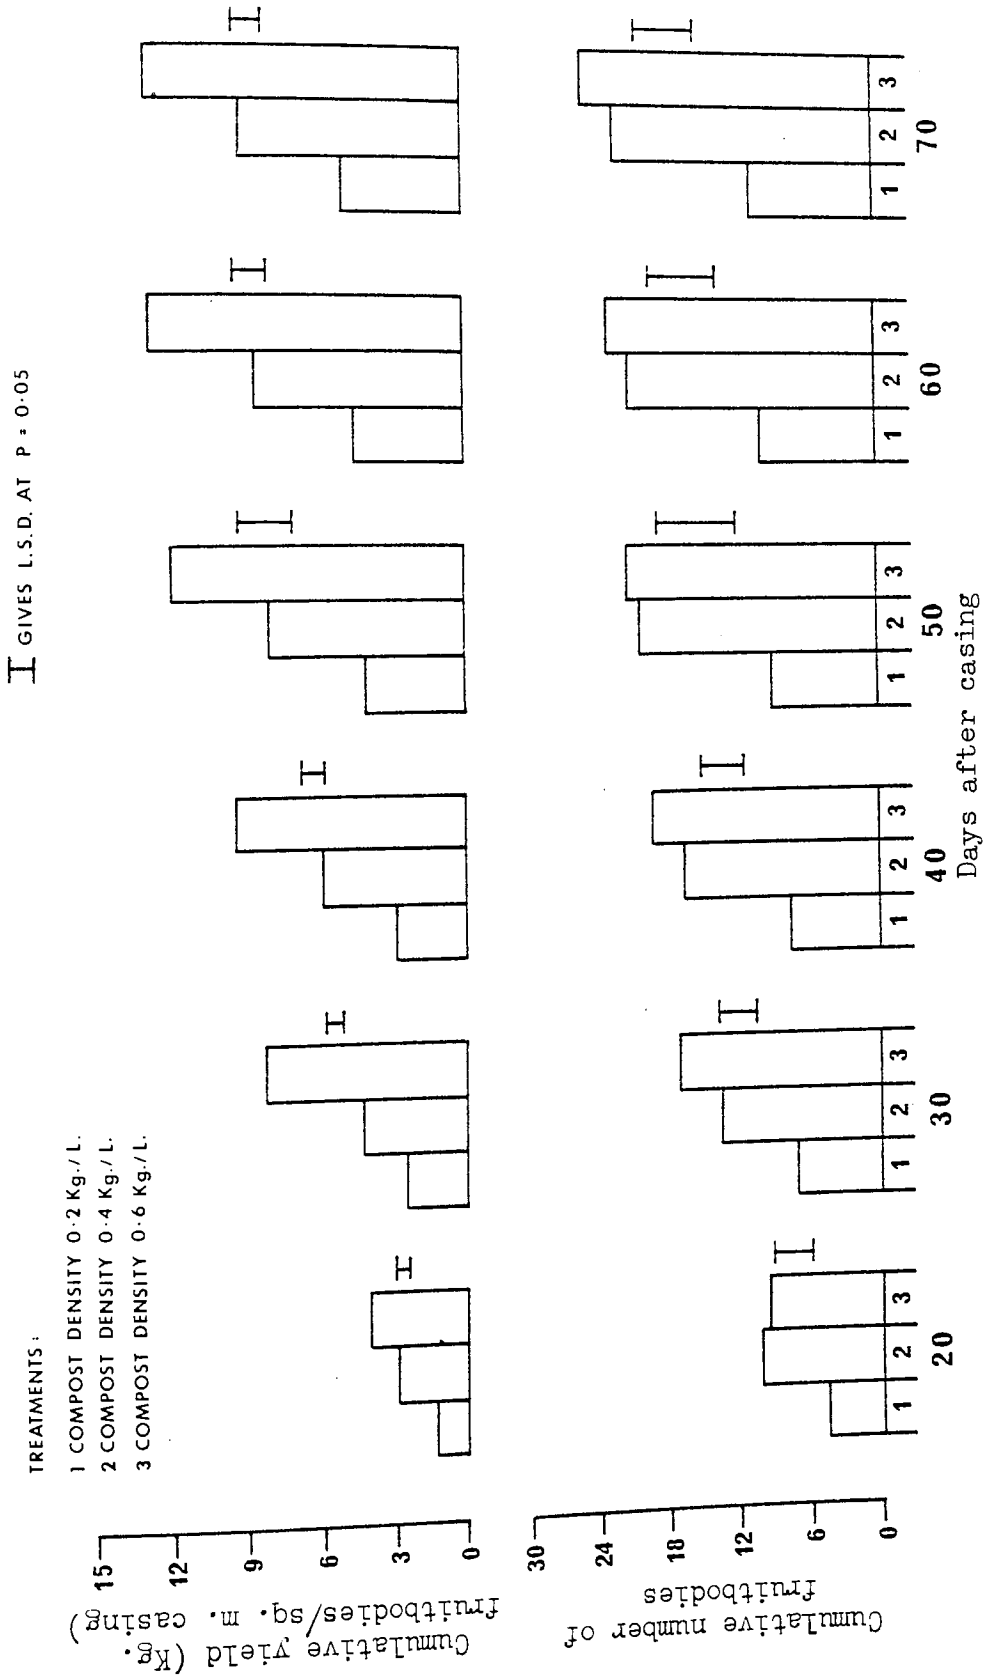 I GIVES L.S.D. AT P = 0·05
TREATMENTS:
1 COMPOST DENSITY 0·2 Kg./L.
2 COMPOST DENSITY 0·4 Kg./L.
3 COMPOST DENSITY 0·6 Kg./L.
Cumulative yield (Kg.
fruitbodies/sq. m. casing)
15
12
9
6
3
0
Cumulative number of
fruitbodies
30
24
18
12
6
0
1 2 3
1 2 3
1 2 3
1 2 3
1 2 3
1 2 3
20 30 40 50 60 70
Days after casing